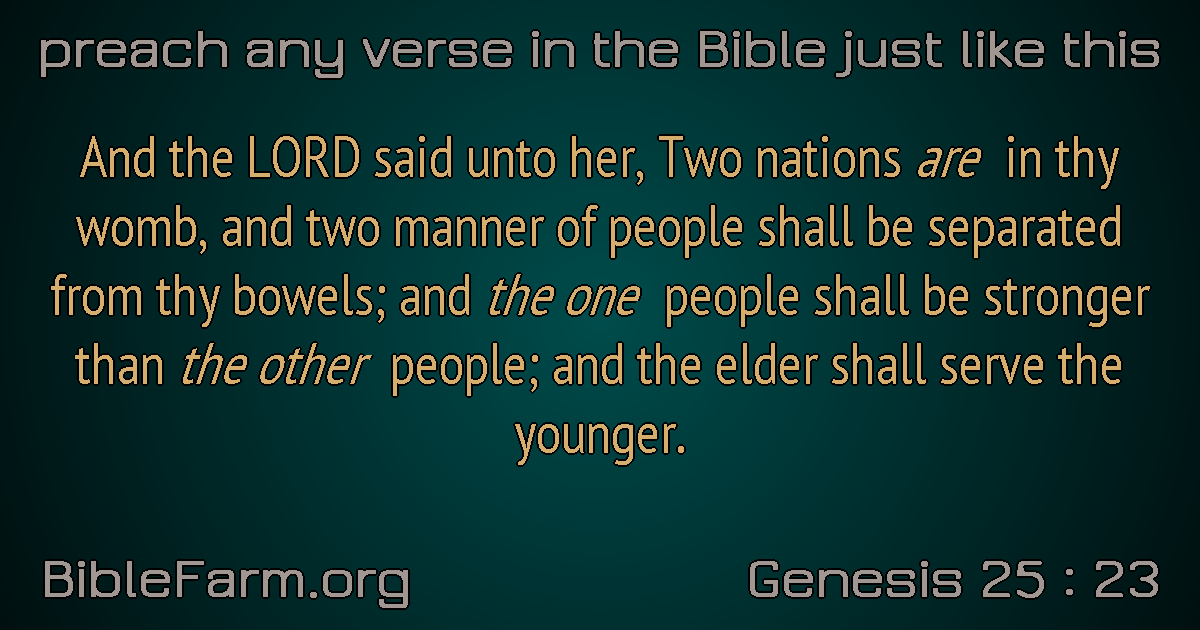 preach any verse in the Bible just like this
And the LORD said unto her, Two nations are in thy
womb, and two manner of people shall be separated
from thy bowels; and the one people shall be stronger
than the other people; and the elder shall serve the
younger.
BibleFarm.org
Genesis 25 : 23